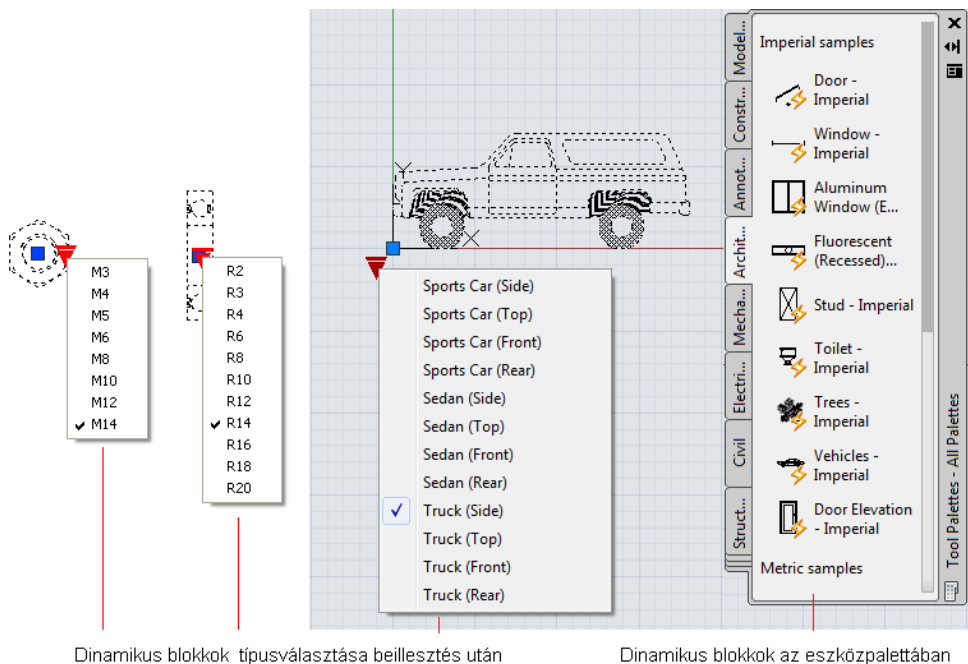 M3
M4
M5
M6
M8
M10
M12
M14
R2
R3
R4
R6
R8
R10
R12
R14
R16
R18
R20
Sports Car (Side)
Sports Car (Top)
Sports Car (Front)
Sports Car (Rear)
Sedan (Side)
Sedan (Top)
Sedan (Front)
Sedan (Rear)
Truck (Side)
Truck (Top)
Truck (Front)
Truck (Rear)
Model...
Constr...
Annot...
Archit...
Mecha...
Electri...
Civil
Struct...
Imperial samples
Door -
Imperial
Window -
Imperial
Aluminum
Window (E...
Fluorescent
(Recessed)...
Stud - Imperial
Toilet -
Imperial
Trees -
Imperial
Vehicles -
Imperial
Door Elevation
- Imperial
Metric samples
Tool Palettes - All Palettes
Dinamikus blokkok típusválasztása beillesztés után
Dinamikus blokkok az eszközpalettában